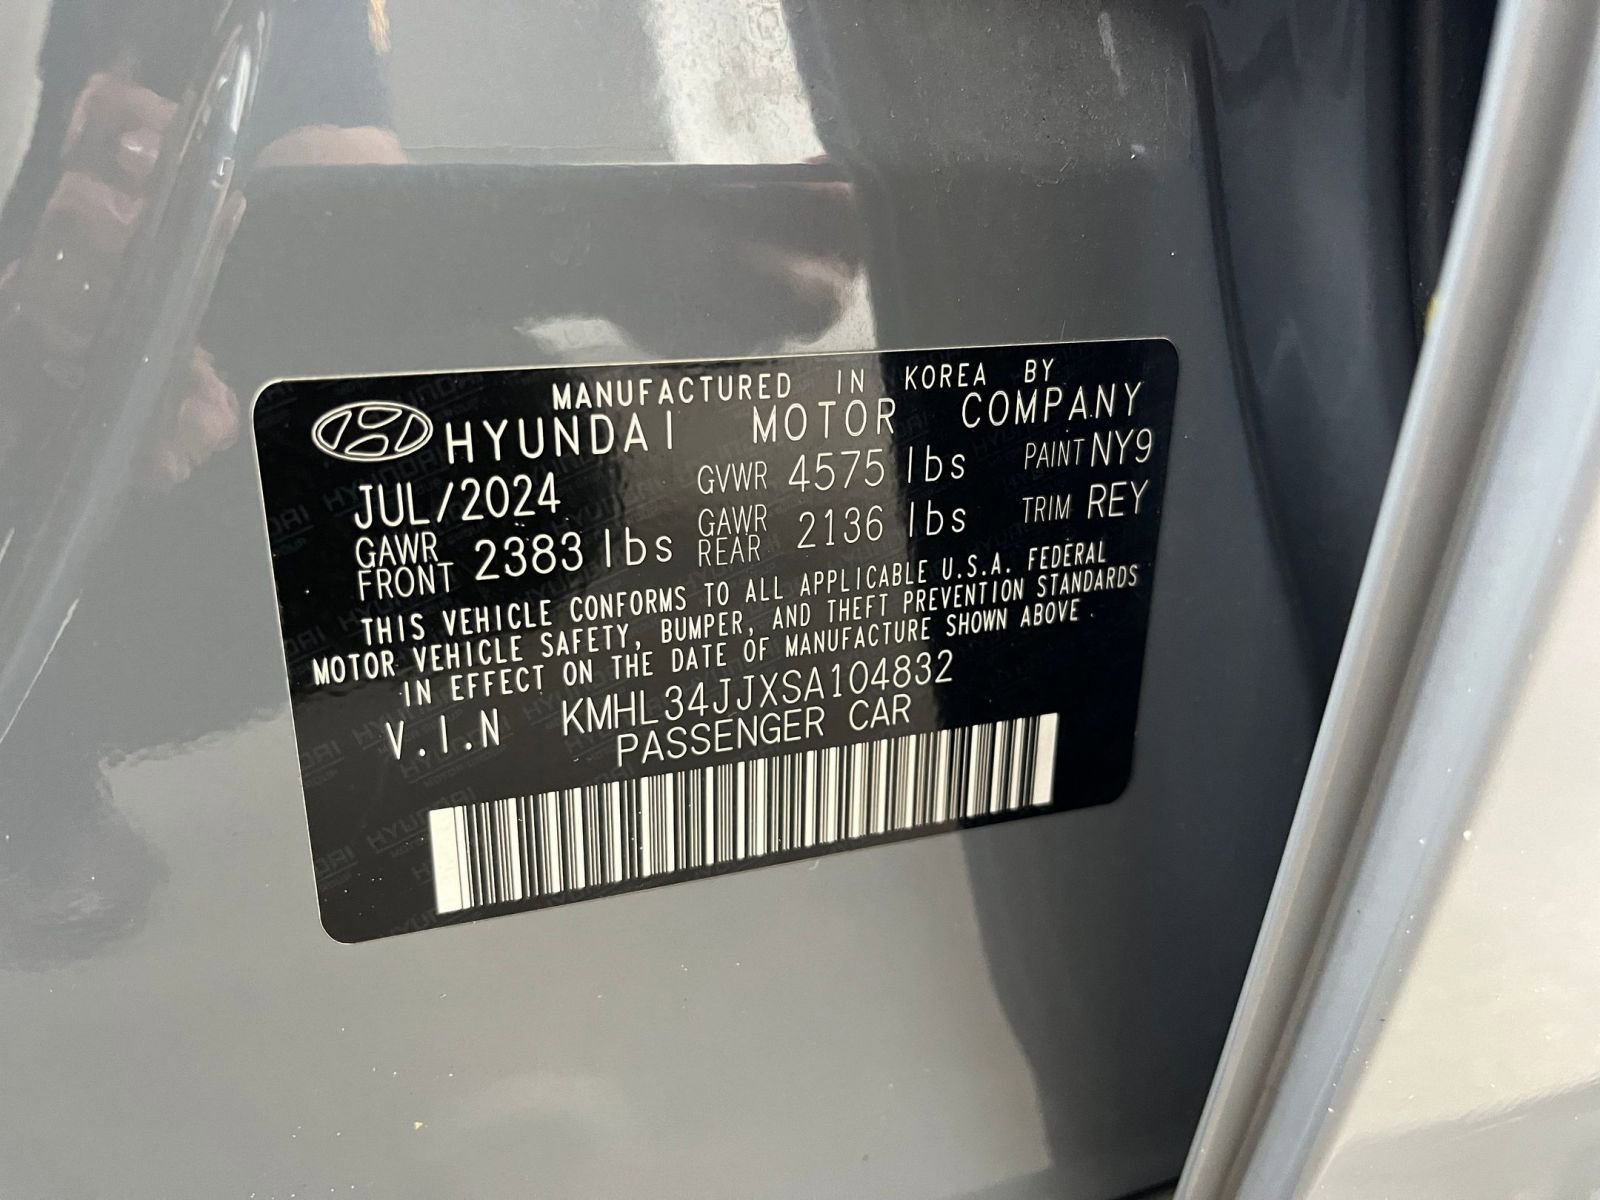 MANUFACTURED IN KOREA BY
HYUNDAI MOTOR COMPANY
JUL/2024 GVWR 4575 lbs PAINT NY9
GAWR FRONT 2383 lbs GAWR REAR 2136 lbs TRIM REY
THIS VEHICLE CONFORMS TO ALL APPLICABLE U.S.A. FEDERAL
MOTOR VEHICLE SAFETY, BUMPER, AND THEFT PREVENTION STANDARDS
IN EFFECT ON THE DATE OF MANUFACTURE SHOWN ABOVE.
V.I.N KMHL34JJXSA104832
PASSENGER CAR